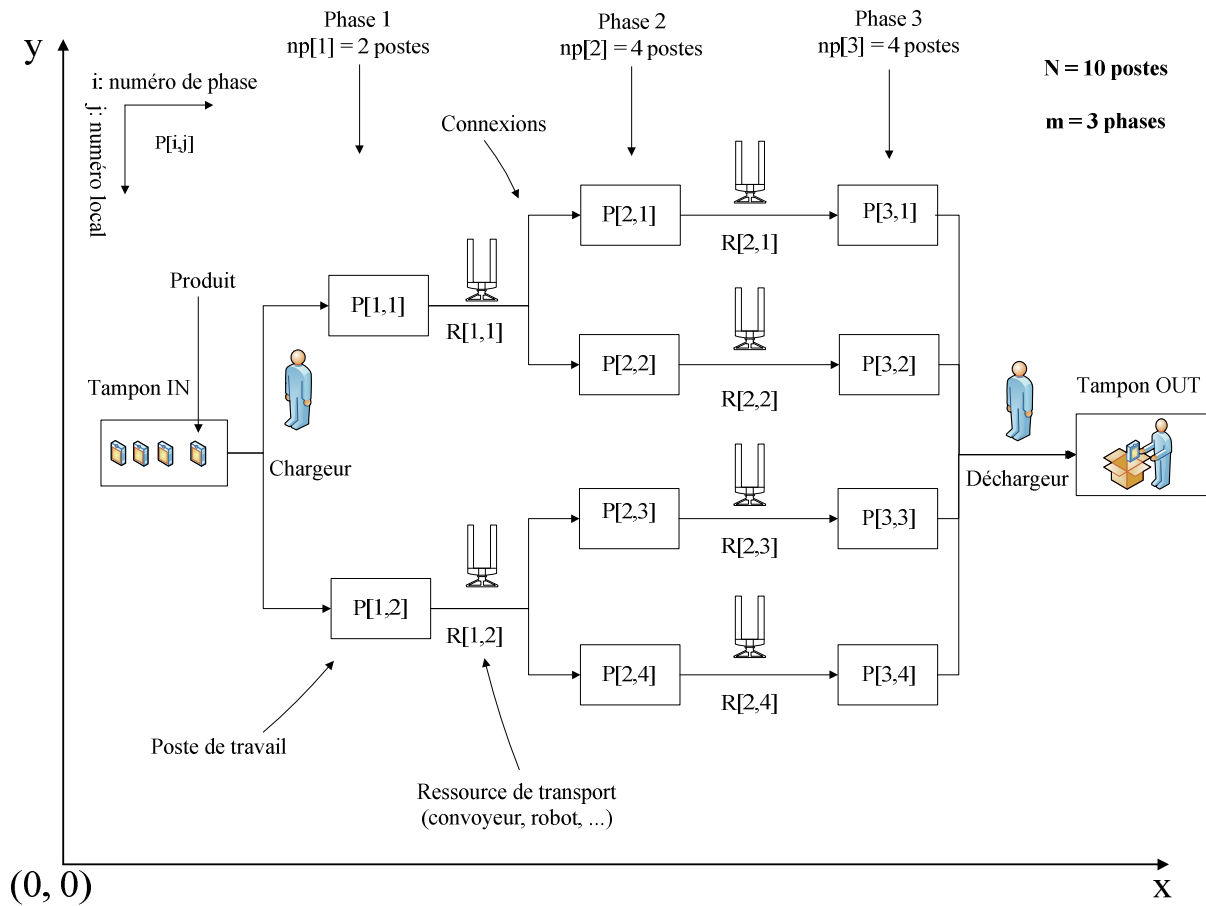 y
Phase 1
np[1] = 2 postes
Phase 2
np[2] = 4 postes
Phase 3
np[3] = 4 postes
N = 10 postes
m = 3 phases
i: numéro de phase
j: numéro local
P[i,j]
Connexions
Produit
Tampon IN
Chargeur
P[1,1]
R[1,1]
P[1,2]
R[1,2]
P[2,1]
R[2,1]
P[3,1]
P[2,2]
R[2,2]
P[3,2]
P[2,3]
R[2,3]
P[3,3]
P[2,4]
R[2,4]
P[3,4]
Déchargeur
Tampon OUT
Poste de travail
Ressource de transport
(convoyeur, robot, ...)
(0, 0)
x